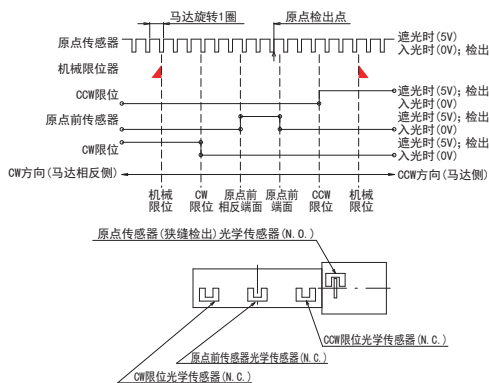 马达旋转1圈
原点检出点
原点传感器
遮光时(5V)
入光时(0V); 检出
机械限位器
CCW限位
遮光时(5V); 检出
入光时(0V)
原点前传感器
遮光时(5V); 检出
入光时(0V)
CW限位
遮光时(5V); 检出
入光时(0V)
CW方向(马达相反侧)
CCW方向(马达侧)
机械限位
CW限位
原点前相反端面
原点前端面
CCW限位
机械限位
原点传感器(狭缝检出)光学传感器(N.O.)
CCW限位光学传感器(N.C.)
原点前传感器光学传感器(N.C.)
CW限位光学传感器(N.C.)